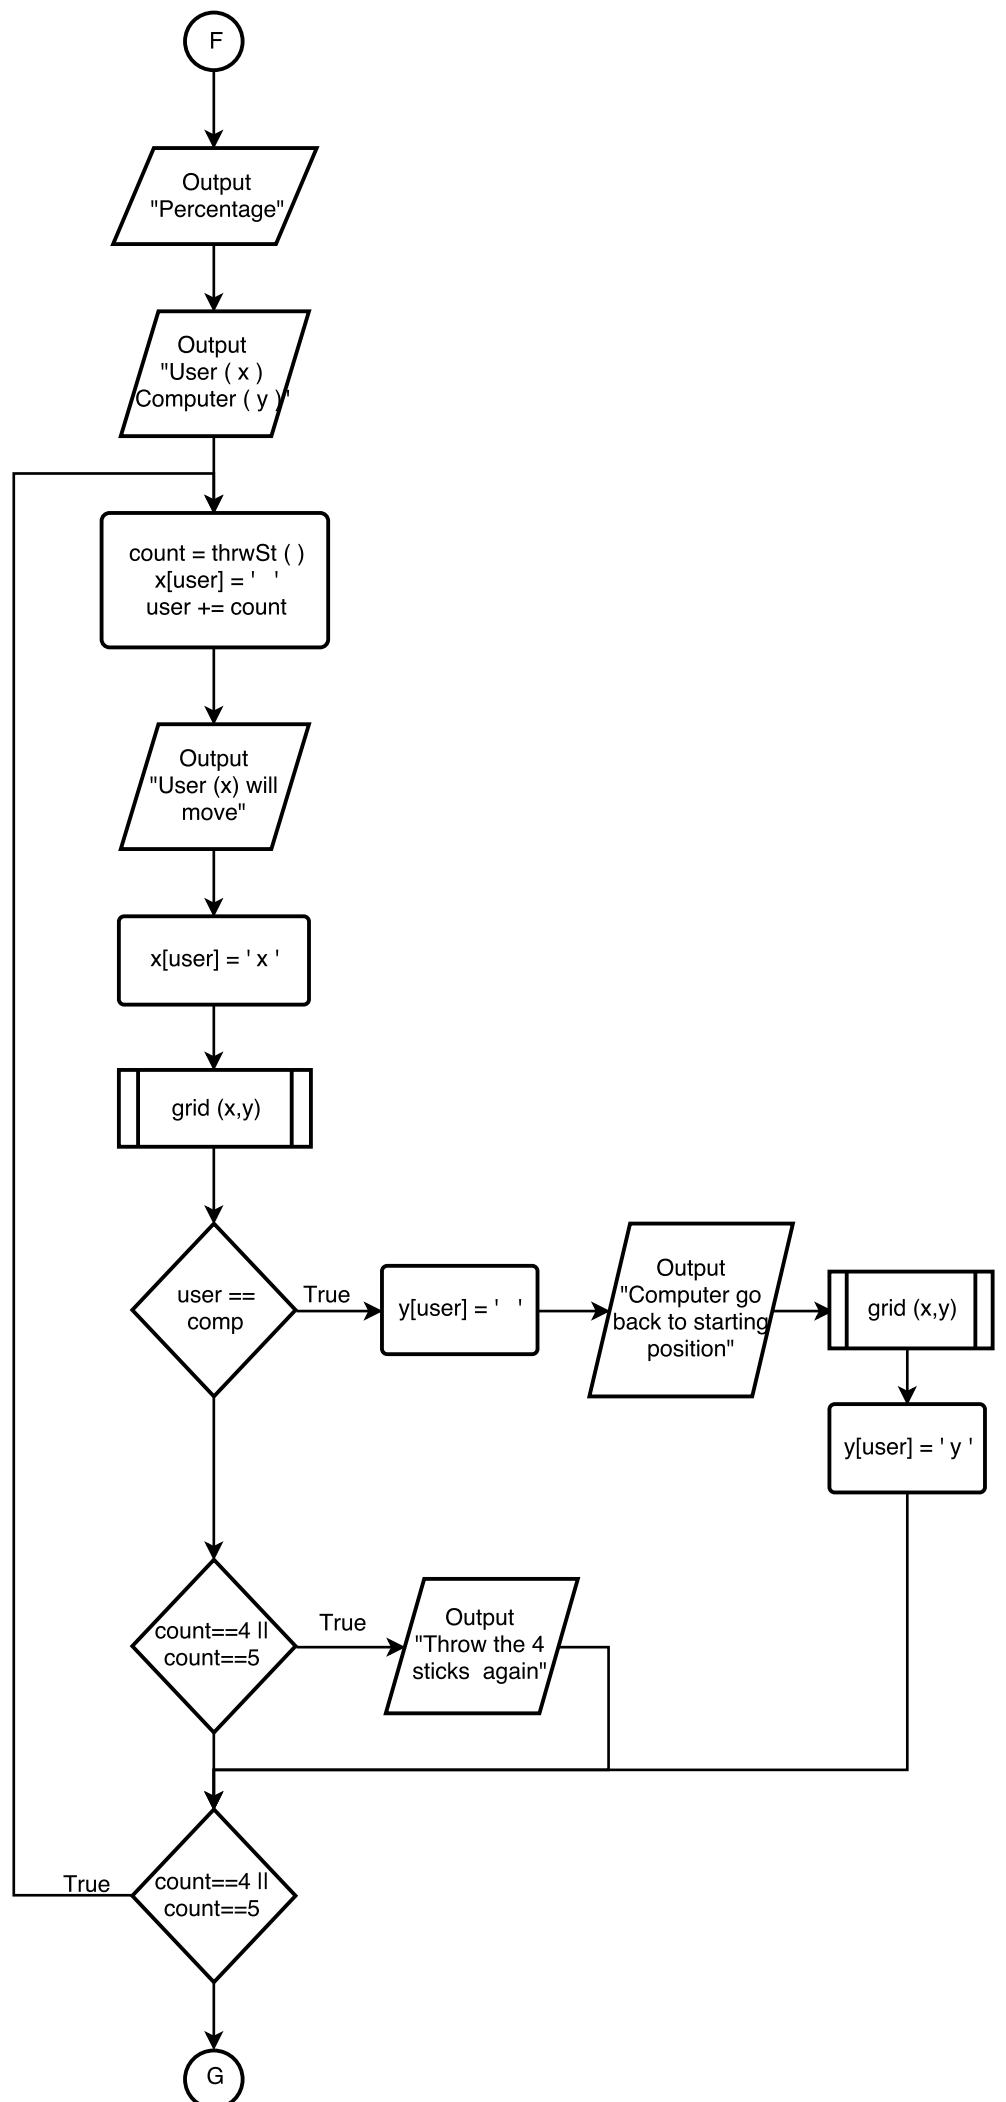 F
Output
"Percentage"
Output
"User ( x )
Computer ( y )"
count = thrwSt ( )
x[user] = '   '
user += count
Output
"User (x) will
move"
x[user] = ' x '
grid (x,y)
user ==
comp
True
y[user] = '   '
Output
"Computer go
back to starting
position"
grid (x,y)
y[user] = ' y '
count==4 ||
count==5
True
Output
"Throw the 4
sticks  again"
count==4 ||
count==5
True
G